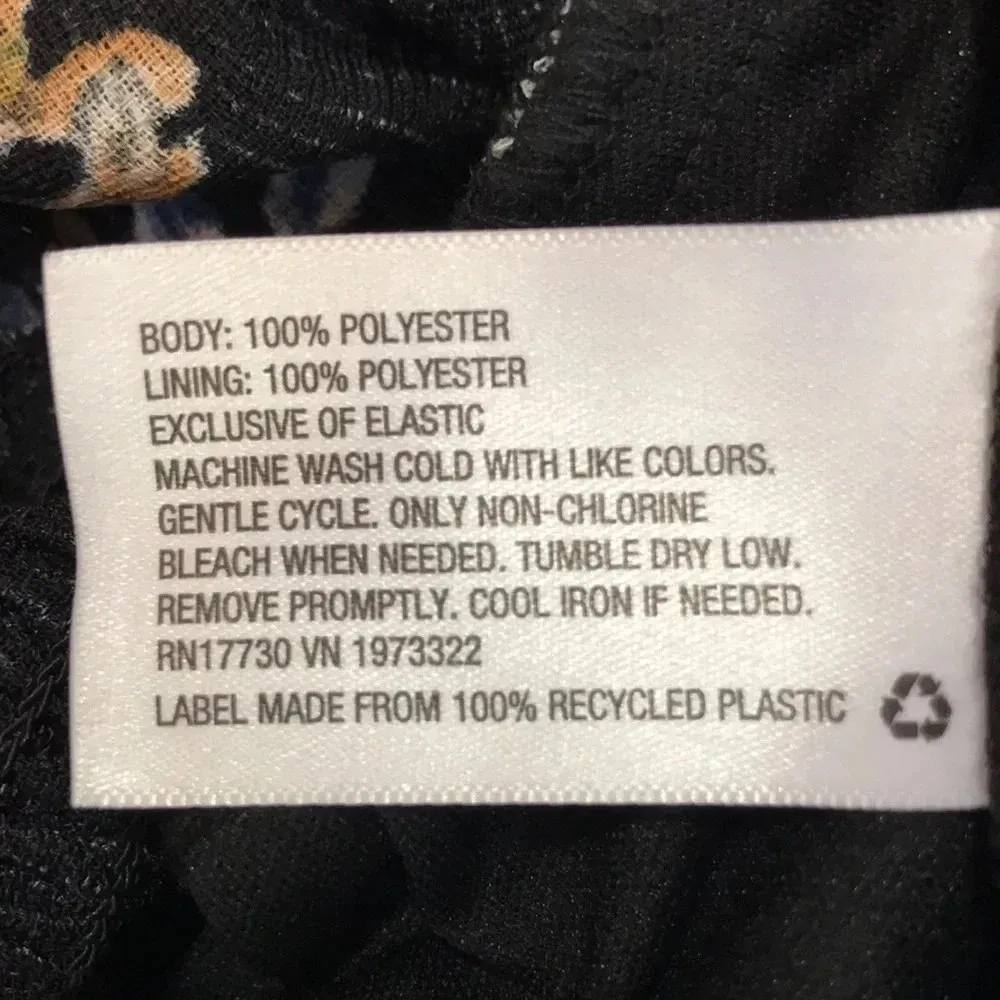 BODY: 100% POLYESTER
LINING: 100% POLYESTER
EXCLUSIVE OF ELASTIC
MACHINE WASH COLD WITH LIKE COLORS.
GENTLE CYCLE. ONLY NON-CHLORINE
BLEACH WHEN NEEDED. TUMBLE DRY LOW.
REMOVE PROMPTLY. COOL IRON IF NEEDED.
RN17730 VN 1973322
LABEL MADE FROM 100% RECYCLED PLASTIC